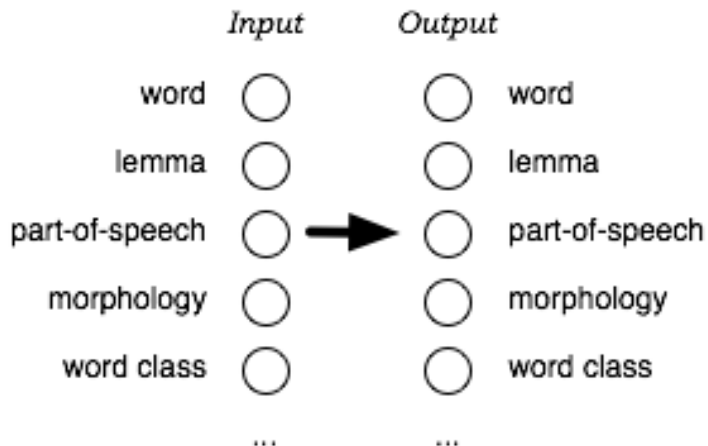 Input Output
word word
lemma lemma
part-of-speech part-of-speech
morphology morphology
word class word class
... ...